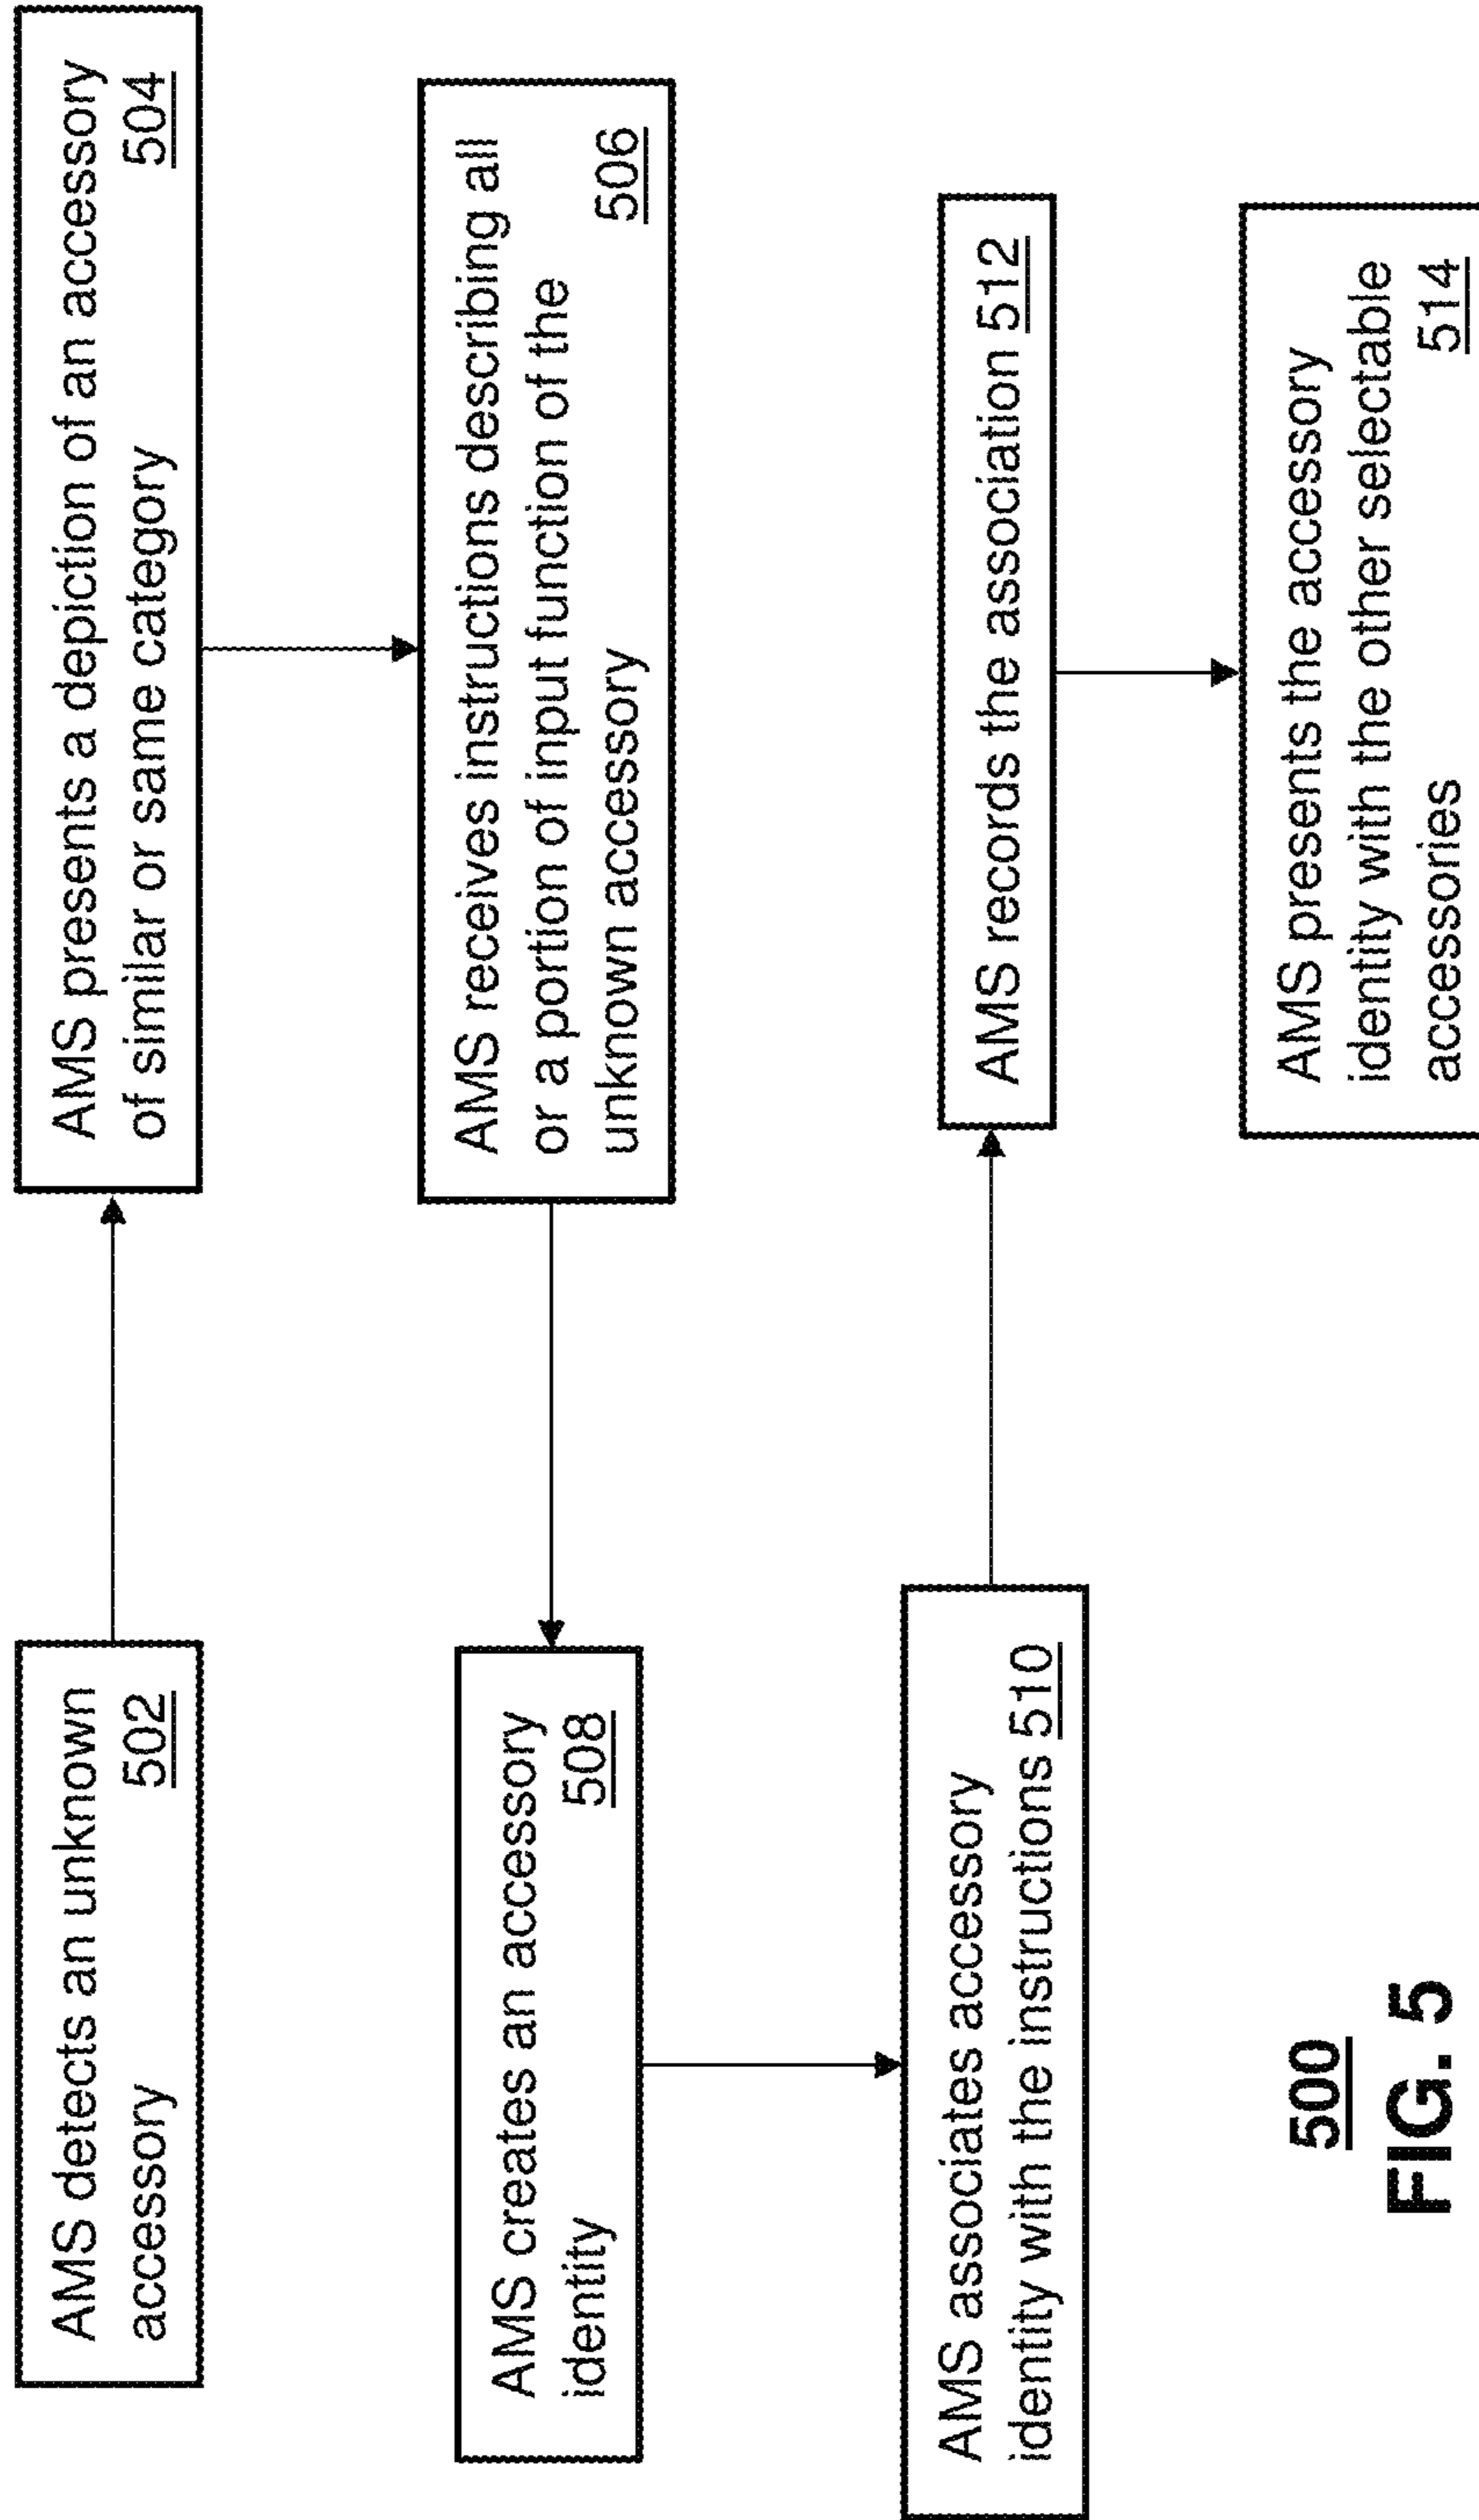 AMS detects an unknown
accessory 502
AMS presents a depiction of an accessory
of similar or same category 504
AMS receives instructions describing all
or a portion of input function of the
unknown accessory 506
AMS creates an accessory
identity 508
AMS associates accessory
identity with the instructions 510
AMS records the association 512
AMS presents the accessory
identity with the other selectable
accessories 514
500
FIG. 5